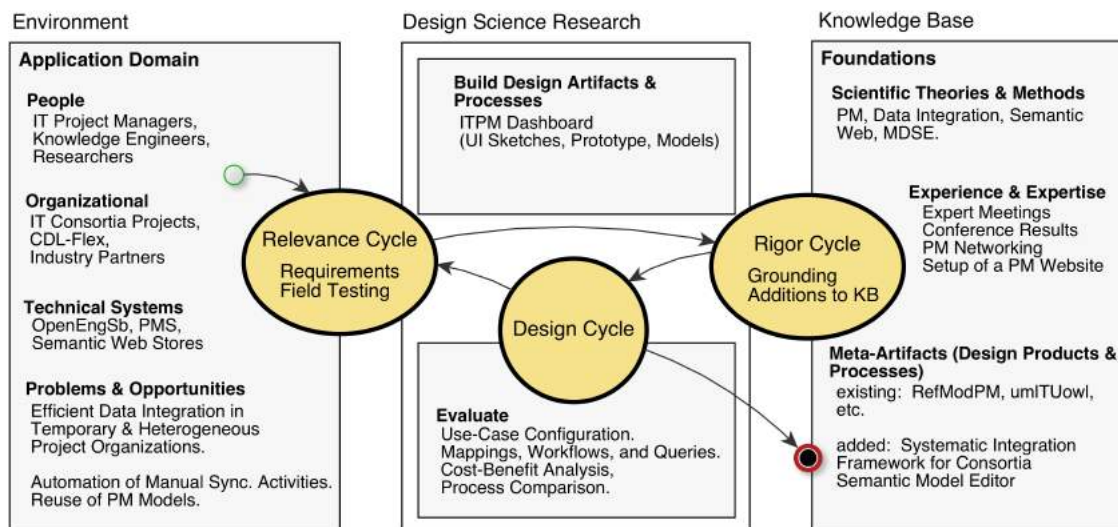 Environment
Application Domain
People
IT Project Managers,
Knowledge Engineers,
Researchers
Organizational
IT Consortia Projects,
CDL-Flex,
Industry Partners
Technical Systems
OpenEngSb, PMS,
Semantic Web Stores
Problems & Opportunities
Efficient Data Integration in
Temporary & Heterogeneous
Project Organizations.
Automation of Manual Sync. Activities.
Reuse of PM Models.
Relevance Cycle
Requirements
Field Testing
Design Science Research
Build Design Artifacts &
Processes
ITPM Dashboard
(UI Sketches, Prototype, Models)
Design Cycle
Evaluate
Use-Case Configuration.
Mappings, Workflows, and Queries.
Cost-Benefit Analysis,
Process Comparison.
Rigor Cycle
Grounding
Additions to KB
Knowledge Base
Foundations
Scientific Theories & Methods
PM, Data Integration, Semantic
Web, MDSE.
Experience & Expertise
Expert Meetings
Conference Results
PM Networking
Setup of a PM Website
Meta-Artifacts (Design Products &
Processes)
existing: RefModPM, umlTUowl,
etc.
added: Systematic Integration
Framework for Consortia
Semantic Model Editor